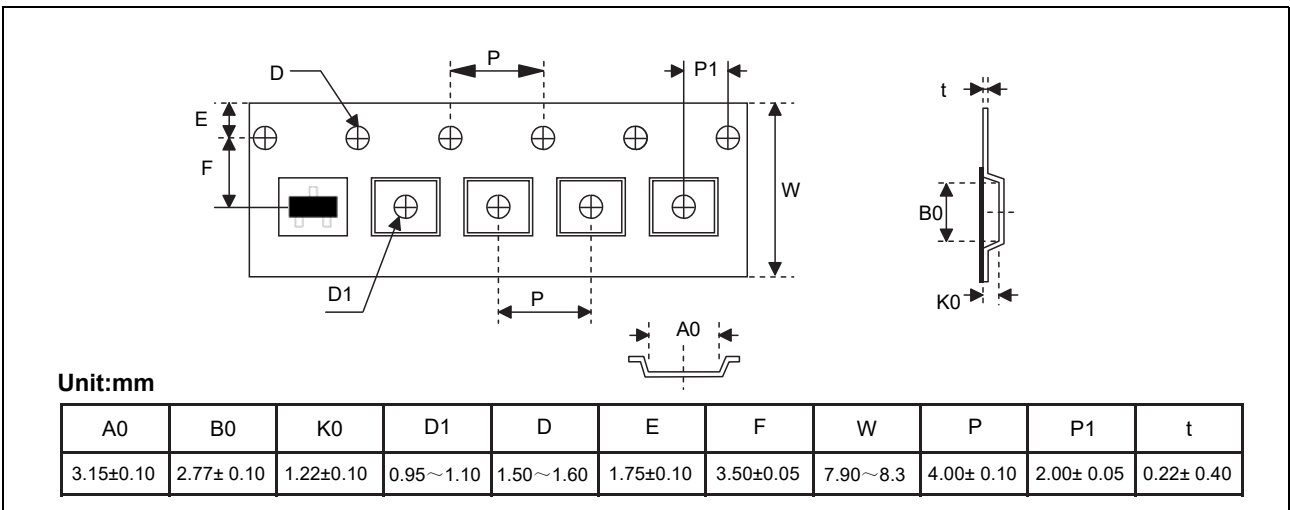 P
D
P1
t
E
F
W
B0
D1
P
K0
A0
Unit:mm
A0 B0 K0 D1 D E F W P P1 t
3.15±0.10 2.77± 0.10 1.22±0.10 0.95～1.10 1.50～1.60 1.75±0.10 3.50±0.05 7.90～8.3 4.00± 0.10 2.00± 0.05 0.22± 0.40